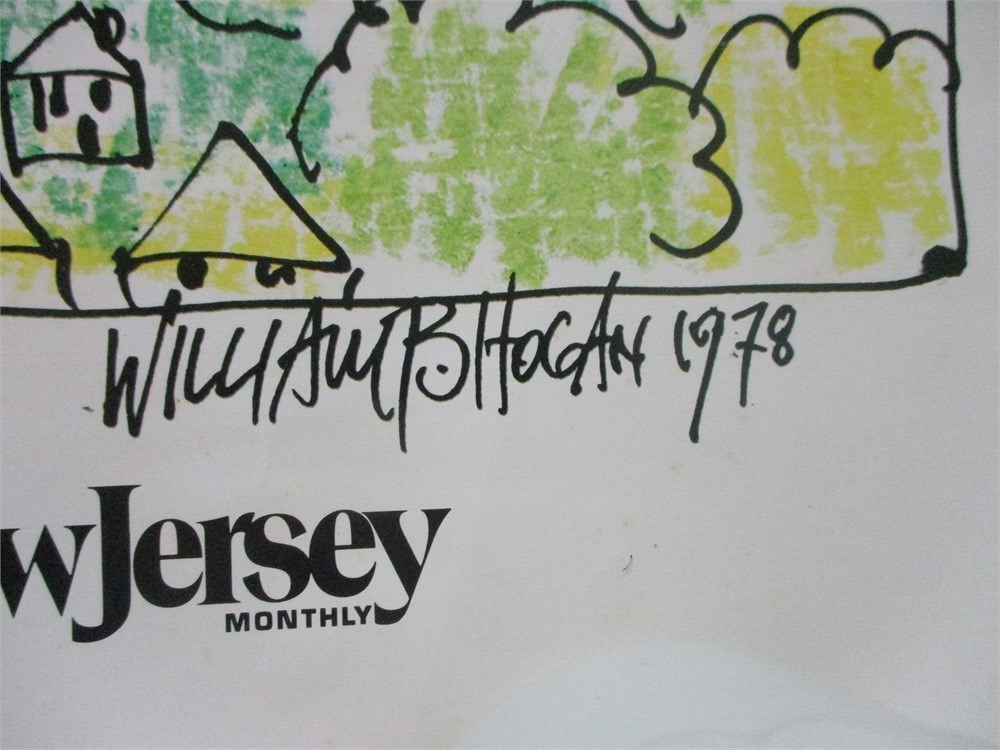 WILLIAM B. HOGAN 1978
wJersey
MONTHLY